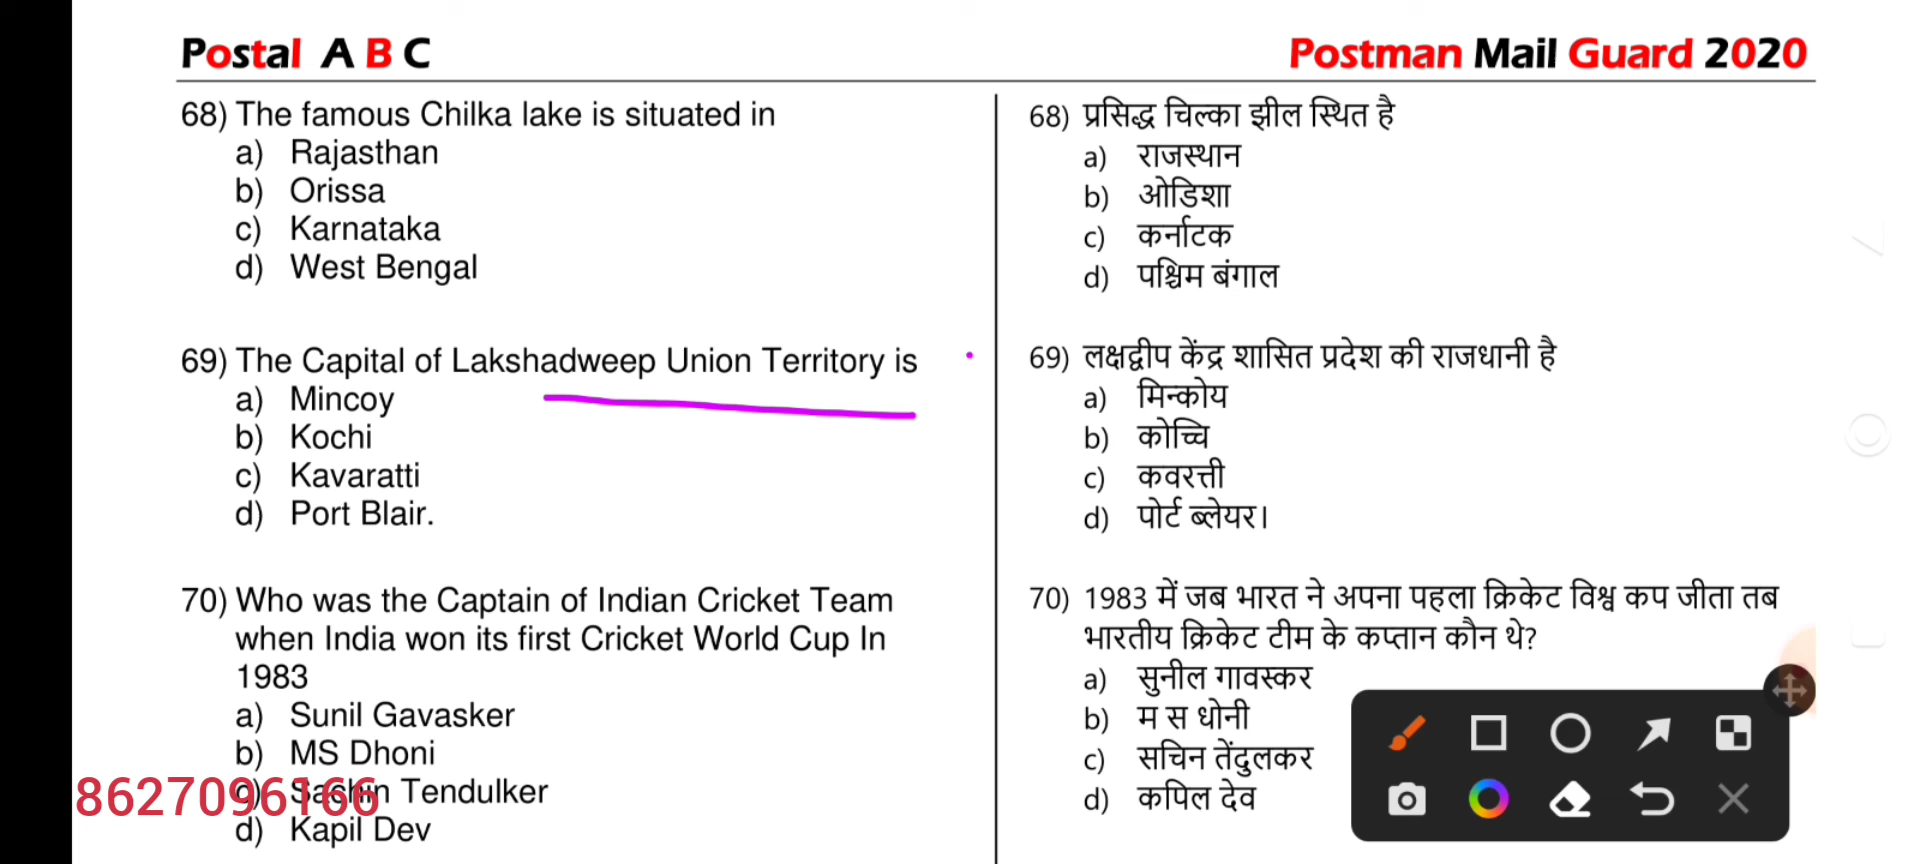 Postal A B C
Postman Mail Guard 2020
68) The famous Chilka lake is situated in
a) Rajasthan
b) Orissa
c) Karnataka
d) West Bengal
69) The Capital of Lakshadweep Union Territory is
a) Mincoy
b) Kochi
c) Kavaratti
d) Port Blair.
70) Who was the Captain of Indian Cricket Team
when India won its first Cricket World Cup In
1983
a) Sunil Gavasker
b) MS Dhoni
c) Sachin Tendulker
d) Kapil Dev
8627096166
68) प्रसिद्ध चिल्का झील स्थित है
a) राजस्थान
b) ओडिशा
c) कर्नाटक
d) पश्चिम बंगाल
69) लक्षद्वीप केंद्र शासित प्रदेश की राजधानी है
a) मिन्कोय
b) कोच्चि
c) कवरत्ती
d) पोर्ट ब्लेयर।
70) 1983 में जब भारत ने अपना पहला क्रिकेट विश्व कप जीता तब
भारतीय क्रिकेट टीम के कप्तान कौन थे?
a) सुनील गावस्कर
b) म स धोनी
c) सचिन तेंदुलकर
d) कपिल देव